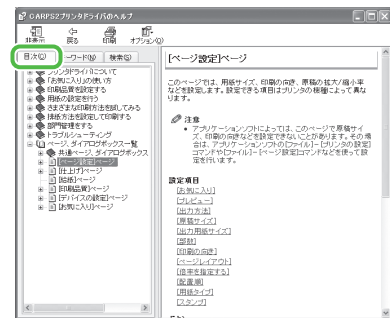 CARPS2プリンタドライバのヘルプ
非表示 戻る 印刷 オプション(O)
目次(C) キーワード(N) 検索(S)
プリンタドライバについて
「お気に入り」の使い方
印刷品質を設定する
用紙の設定を行う
さまざまな印刷方法を試してみる
排紙方法を設定して印刷する
部門管理をする
トラブルシューティング
ページ、ダイアログボックス一覧
共通ページ、ダイアログボックス
[ページ設定]ページ
[仕上げ]ページ
[給紙]ページ
[印刷品質]ページ
[デバイスの設定]ページ
[お気に入り]ページ
[ページ設定]ページ
このページでは、用紙サイズ、印刷の向き、原稿の拡大/縮小率
などを設定します。設定できる項目はプリンタの機種によって異な
ります。
注意
• アプリケーションソフトによっては、このページで原稿サイ
ズ、印刷の向きなどを設定できないことがあります。その場
合は、アプリケーションソフトの[ファイル]-[プリンタの設定]
コマンドや[ファイル]-[ページ設定]コマンドなどを使って設
定を行います。
設定項目
[お気に入り]
[プレビュー]
[出力方法]
[原稿サイズ]
[出力用紙サイズ]
[部数]
[印刷の向き]
[ページレイアウト]
[倍率を指定する]
[配置順]
[用紙タイプ]
[スタンプ]